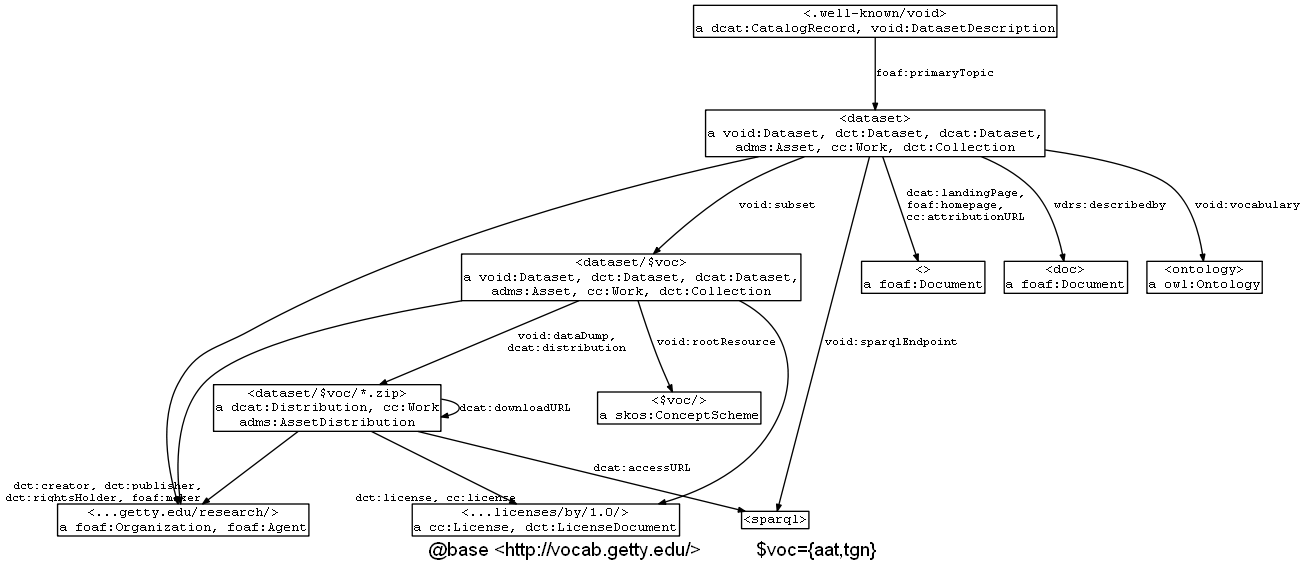 <.well-known/void>
a dcat:CatalogRecord, void:DatasetDescription
foaf:primaryTopic
<dataset>
a void:Dataset, dct:Dataset, dcat:Dataset,
adms:Asset, cc:Work, dct:Collection
void:subset
dcat:landingPage,
foaf:homepage,
cc:attributionURL
wdrs:describedby
void:vocabulary
<dataset/$voc>
a void:Dataset, dct:Dataset, dcat:Dataset,
adms:Asset, cc:Work, dct:Collection
<>
a foaf:Document
<doc>
a foaf:Document
<ontology>
a owl:Ontology
void:dataDump,
dcat:distribution
void:rootResource
void:sparqlEndpoint
<dataset/$voc/*.zip>
a dcat:Distribution, cc:Work
adms:AssetDistribution
dcat:downloadURL
<$voc/>
a skos:ConceptScheme
dcat:accessURL
dct:creator, dct:publisher,
dct:rightsHolder, foaf:maker
dct:license, cc:license
<...getty.edu/research/>
a foaf:Organization, foaf:Agent
<...licenses/by/1.0/>
a cc:License, dct:LicenseDocument
<sparql>
@base <http://vocab.getty.edu/>
$voc={aat,tgn}